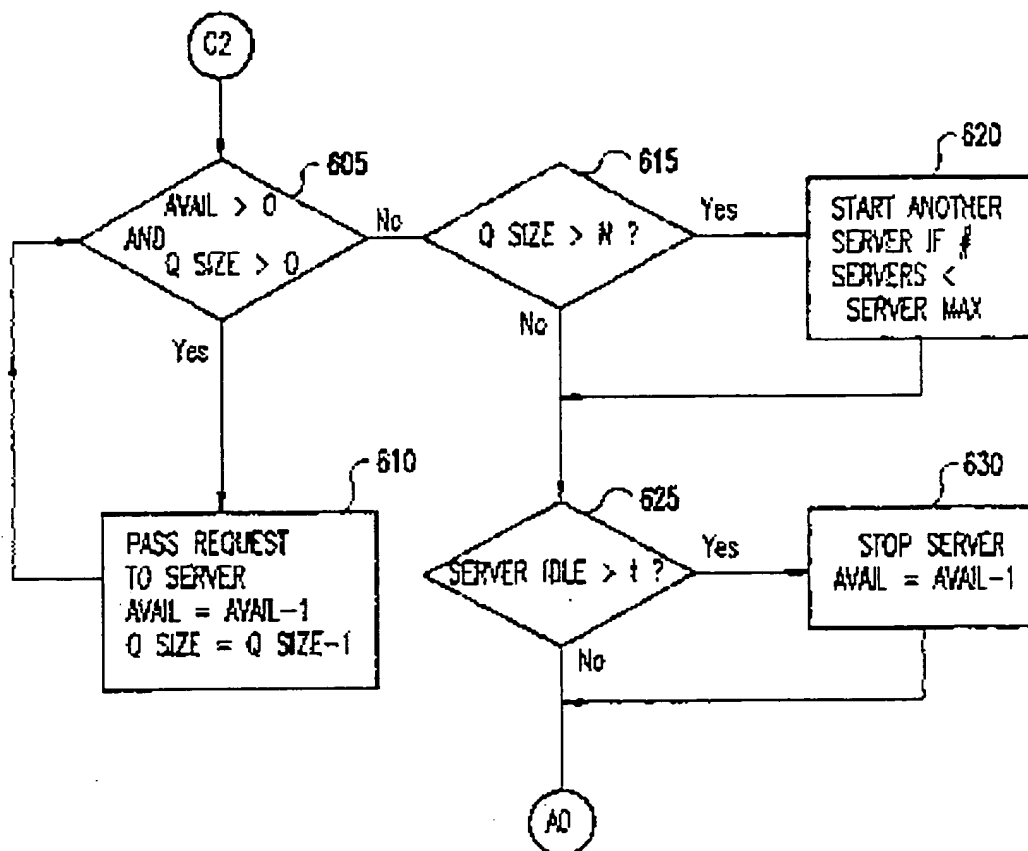 C2
605
AVAIL > 0
AND
Q SIZE > 0
No
Yes
610
PASS REQUEST
TO SERVER
AVAIL = AVAIL-1
Q SIZE = Q SIZE-1
615
Q SIZE > N ?
Yes
No
620
START ANOTHER
SERVER IF #
SERVERS <
SERVER MAX
625
SERVER IDLE > t ?
Yes
No
630
STOP SERVER
AVAIL = AVAIL-1
A0